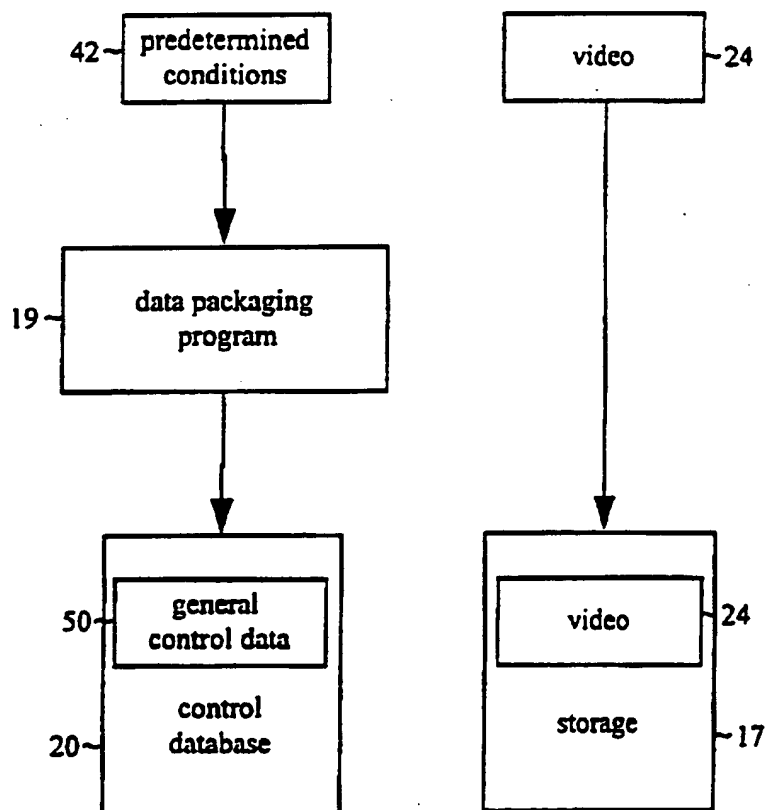 42
predetermined
conditions
video
24
19
data packaging
program
50
general
control data
control
database
20
video
24
storage
17